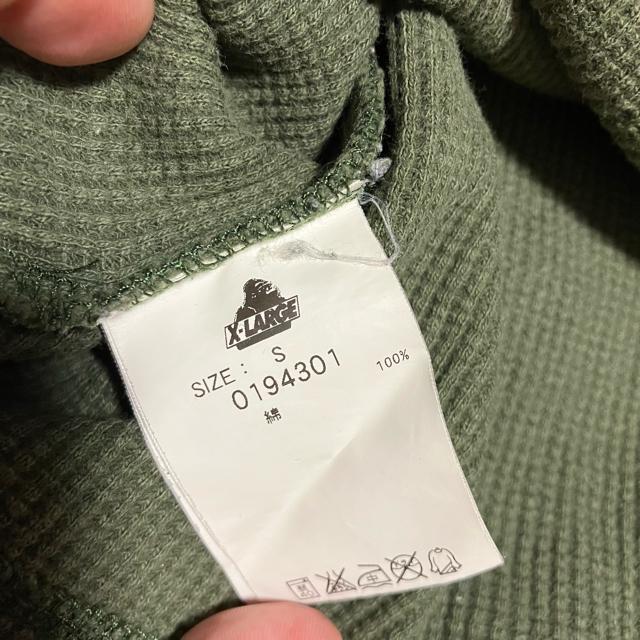 X-LARGE
SIZE: S
0194301
綿 100%